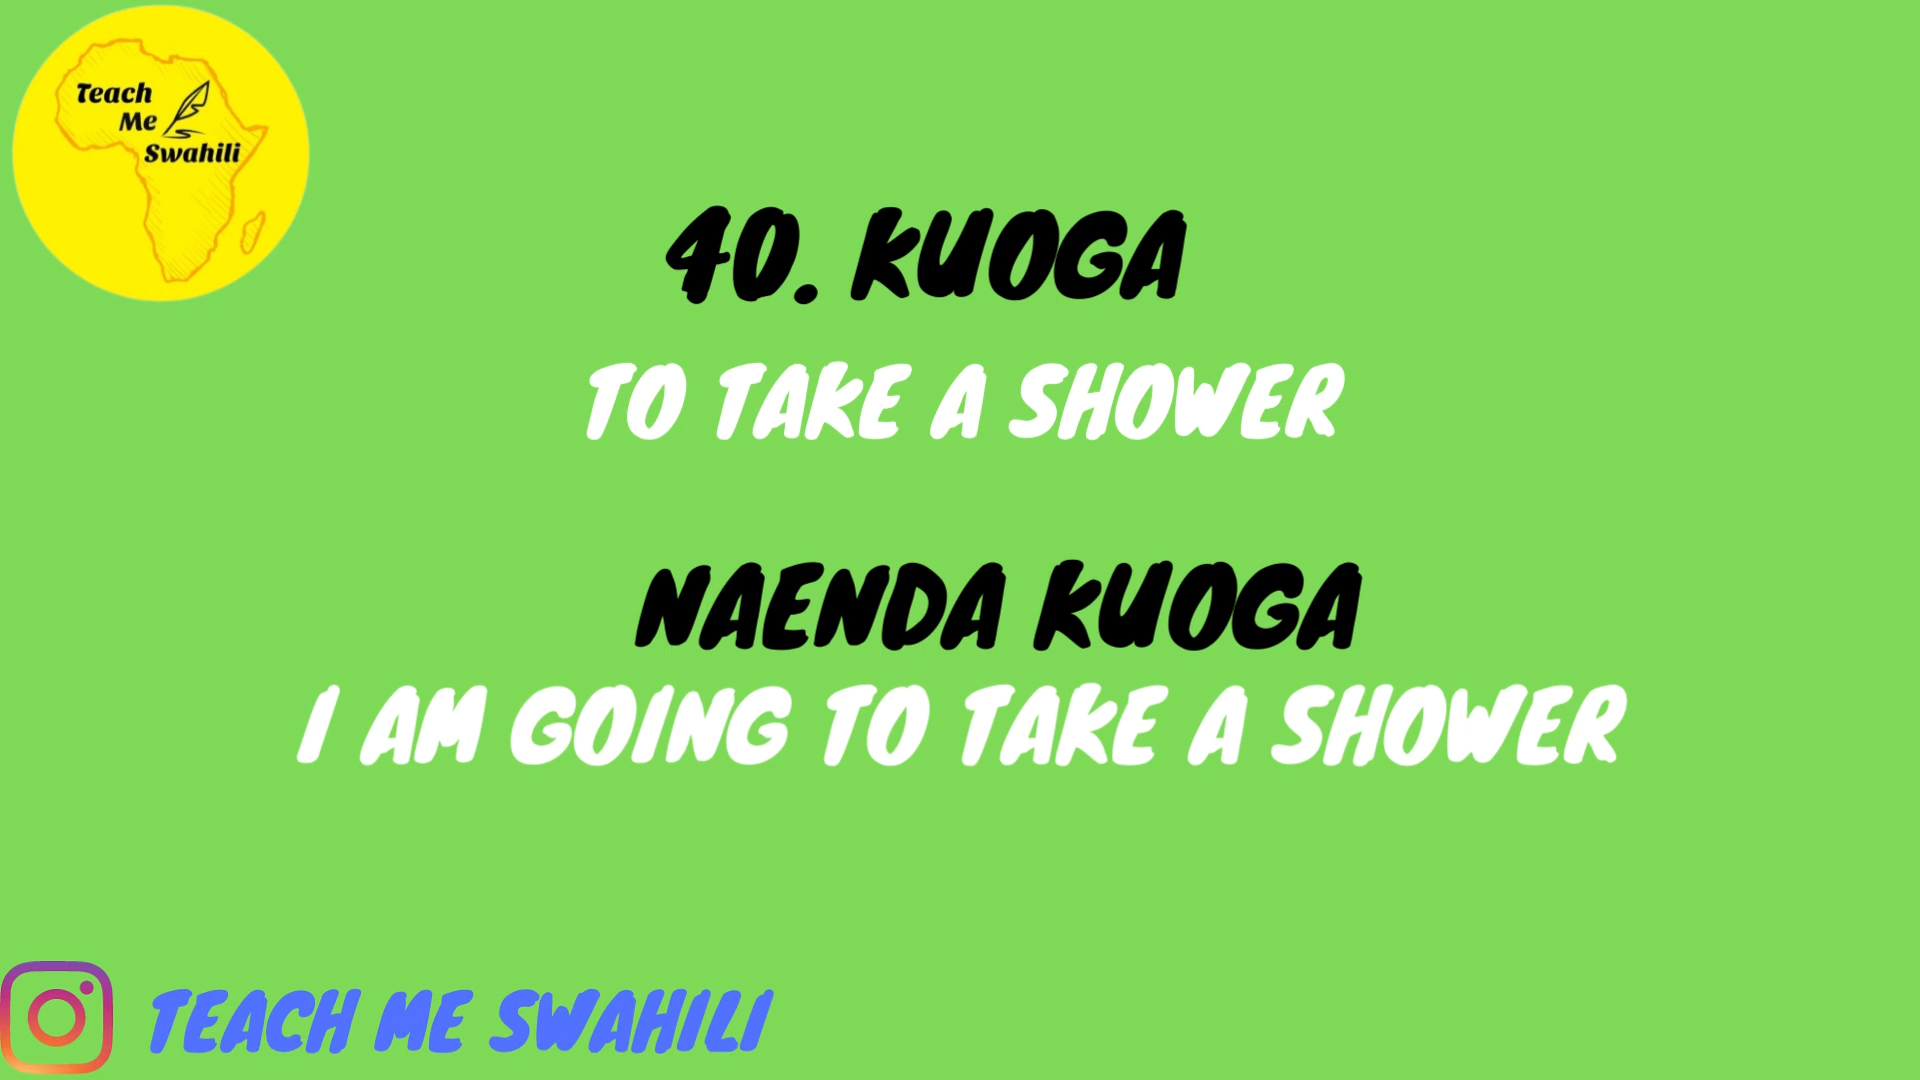 Teach
Me
Swahili
40. KUOGA
TO TAKE A SHOWER
NAENDA KUOGA
I AM GOING TO TAKE A SHOWER
TEACH ME SWAHILI